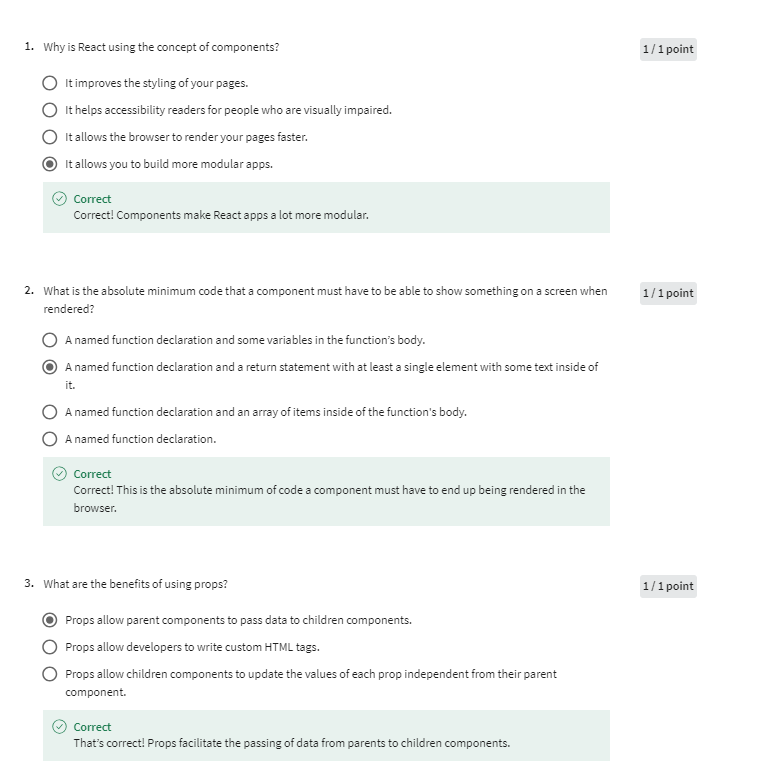 1. Why is React using the concept of components?
1 / 1 point
It improves the styling of your pages.
It helps accessibility readers for people who are visually impaired.
It allows the browser to render your pages faster.
It allows you to build more modular apps.
Correct
Correct! Components make React apps a lot more modular.
2. What is the absolute minimum code that a component must have to be able to show something on a screen when
rendered?
1 / 1 point
A named function declaration and some variables in the function's body.
A named function declaration and a return statement with at least a single element with some text inside of
it.
A named function declaration and an array of items inside of the function's body.
A named function declaration.
Correct
Correct! This is the absolute minimum of code a component must have to end up being rendered in the
browser.
3. What are the benefits of using props?
1 / 1 point
Props allow parent components to pass data to children components.
Props allow developers to write custom HTML tags.
Props allow children components to update the values of each prop independent from their parent
component.
Correct
That's correct! Props facilitate the passing of data from parents to children components.